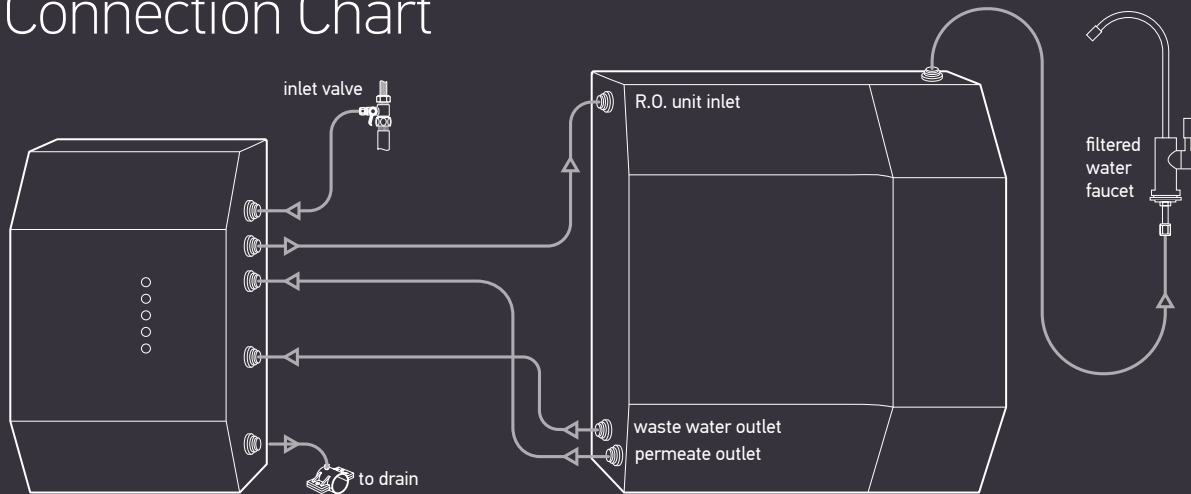 Connection Chart
inlet valve
R.O. unit inlet
filtered
water
faucet
waste water outlet
permeate outlet
to drain